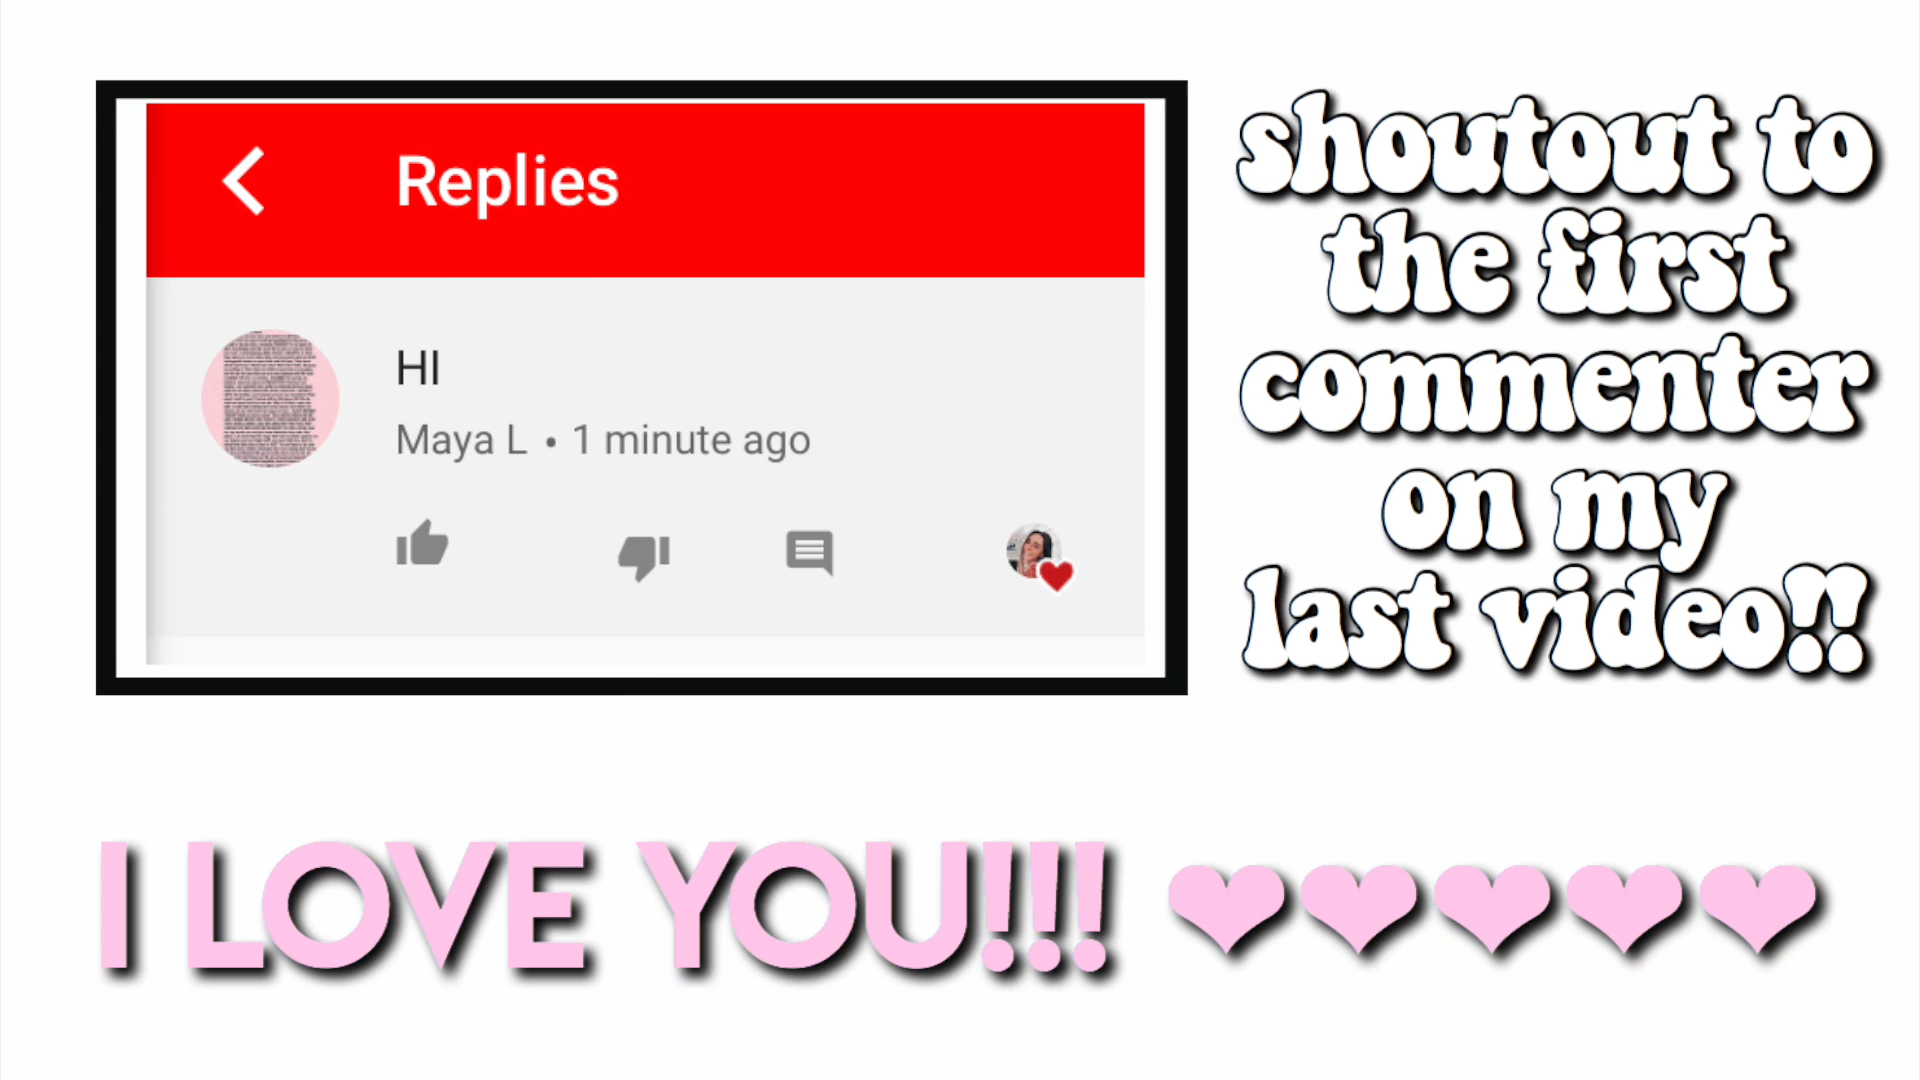 Replies
HI
Maya L • 1 minute ago
shoutout to
the first
commenter
on my
last video!!
I LOVE YOU!!! ❤❤❤❤❤